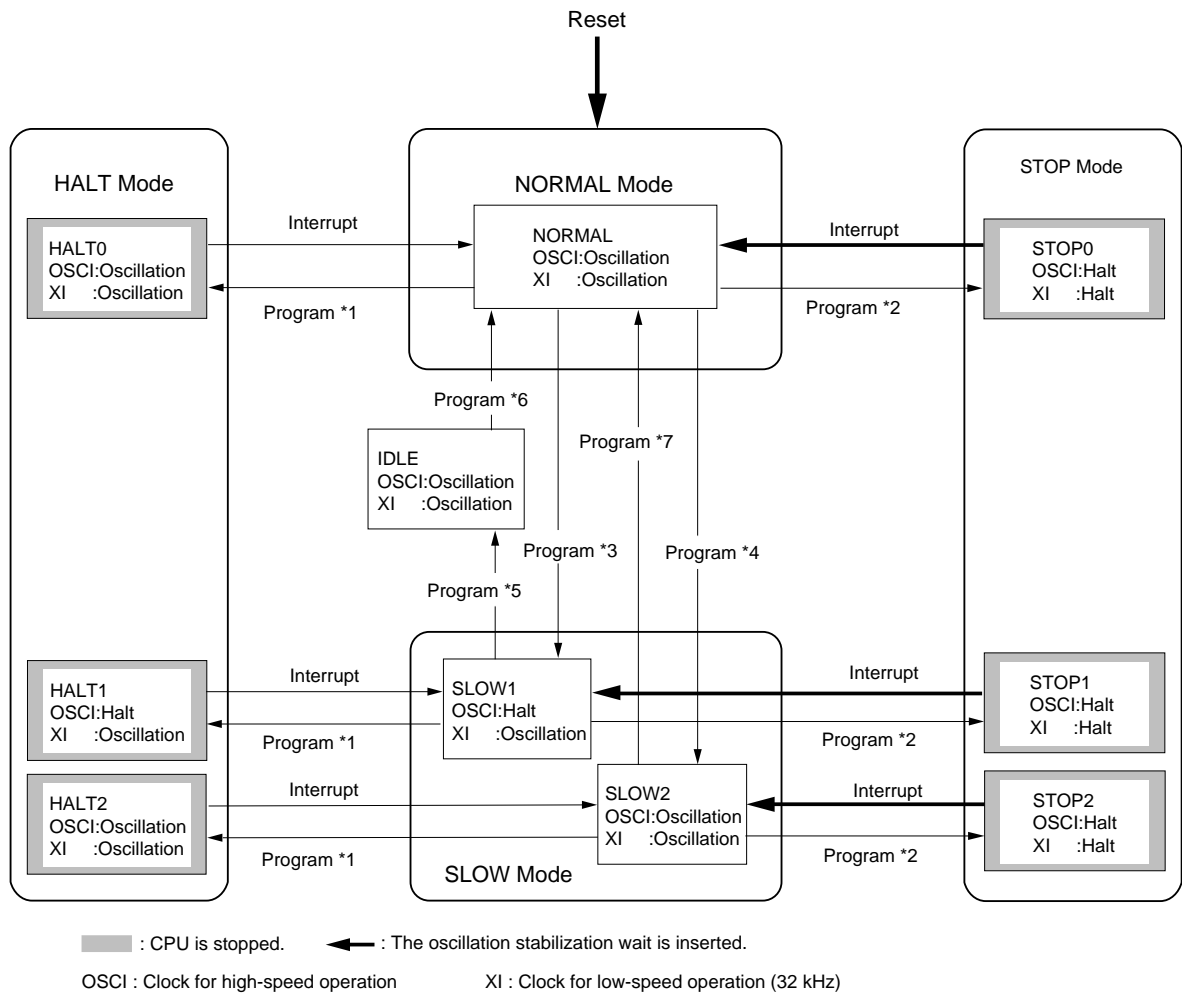 Reset
HALT Mode
NORMAL Mode
STOP Mode
HALT0
OSCI:Oscillation
XI :Oscillation
Interrupt
Program *1
NORMAL
OSCI:Oscillation
XI :Oscillation
Interrupt
Program *2
STOP0
OSCI:Halt
XI :Halt
Program *6
Program *7
IDLE
OSCI:Oscillation
XI :Oscillation
Program *3
Program *4
Program *5
HALT1
OSCI:Halt
XI :Oscillation
Interrupt
Program *1
SLOW1
OSCI:Halt
XI :Oscillation
Interrupt
Program *2
STOP1
OSCI:Halt
XI :Halt
HALT2
OSCI:Oscillation
XI :Oscillation
Interrupt
Program *1
SLOW2
OSCI:Oscillation
XI :Oscillation
Interrupt
Program *2
STOP2
OSCI:Halt
XI :Halt
SLOW Mode
: CPU is stopped.
: The oscillation stabilization wait is inserted.
OSCI : Clock for high-speed operation
XI : Clock for low-speed operation (32 kHz)